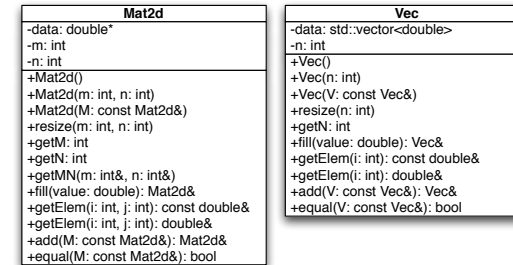 Mat2d
-data: double*
-m: int
-n: int
+Mat2d()
+Mat2d(m: int, n: int)
+Mat2d(M: const Mat2d&)
+resize(m: int, n: int)
+getM: int
+getN: int
+getMN(m: int&, n: int&)
+fill(value: double): Mat2d&
+getElem(i: int, j: int): const double&
+getElem(i: int, j: int): double&
+add(M: const Mat2d&): Mat2d&
+equal(M: const Mat2d&): bool
Vec
-data: std::vector<double>
-n: int
+Vec()
+Vec(n: int)
+Vec(V: const Vec&)
+resize(n: int)
+getN: int
+fill(value: double): Vec&
+getElem(i: int): const double&
+getElem(i: int): double&
+add(V: const Vec&): Vec&
+equal(V: const Vec&): bool